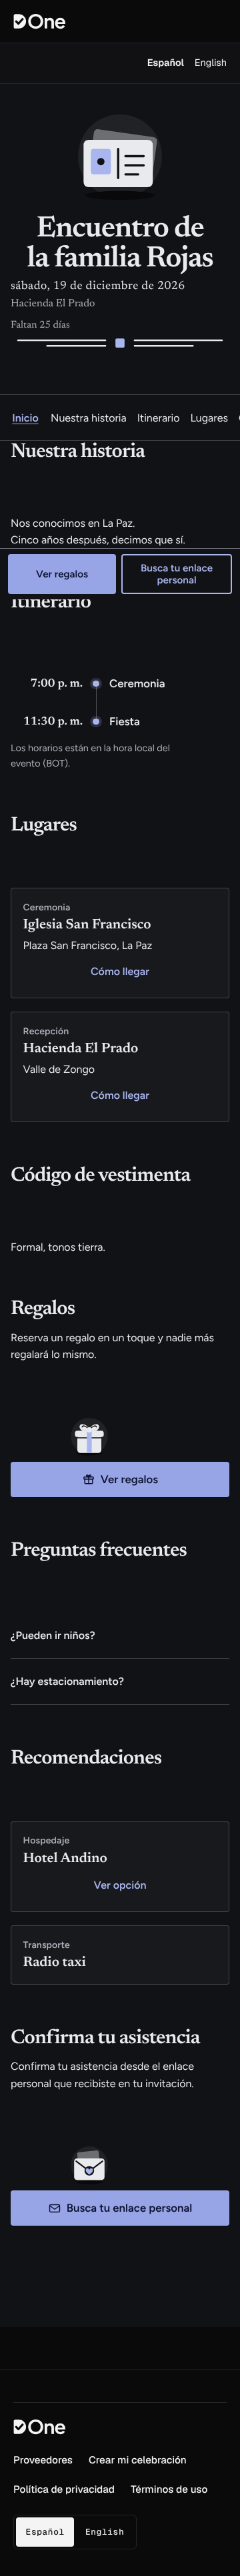 One
Español English
Encuentro de
la familia Rojas
sábado, 19 de diciembre de 2026
Hacienda El Prado
Faltan 25 días
Inicio Nuestra historia Itinerario Lugares
Nuestra historia
Nos conocimos en La Paz.
Cinco años después, decimos que sí.
Ver regalos
Busca tu enlace
personal
Itinerario
7:00 p. m. Ceremonia
11:30 p. m. Fiesta
Los horarios están en la hora local del
evento (BOT).
Lugares
Ceremonia
Iglesia San Francisco
Plaza San Francisco, La Paz
Cómo llegar
Recepción
Hacienda El Prado
Valle de Zongo
Cómo llegar
Código de vestimenta
Formal, tonos tierra.
Regalos
Reserva un regalo en un toque y nadie más
regalará lo mismo.
Ver regalos
Preguntas frecuentes
¿Pueden ir niños?
¿Hay estacionamiento?
Recomendaciones
Hospedaje
Hotel Andino
Ver opción
Transporte
Radio taxi
Confirma tu asistencia
Confirma tu asistencia desde el enlace
personal que recibiste en tu invitación.
Busca tu enlace personal
One
Proveedores Crear mi celebración
Política de privacidad Términos de uso
Español English